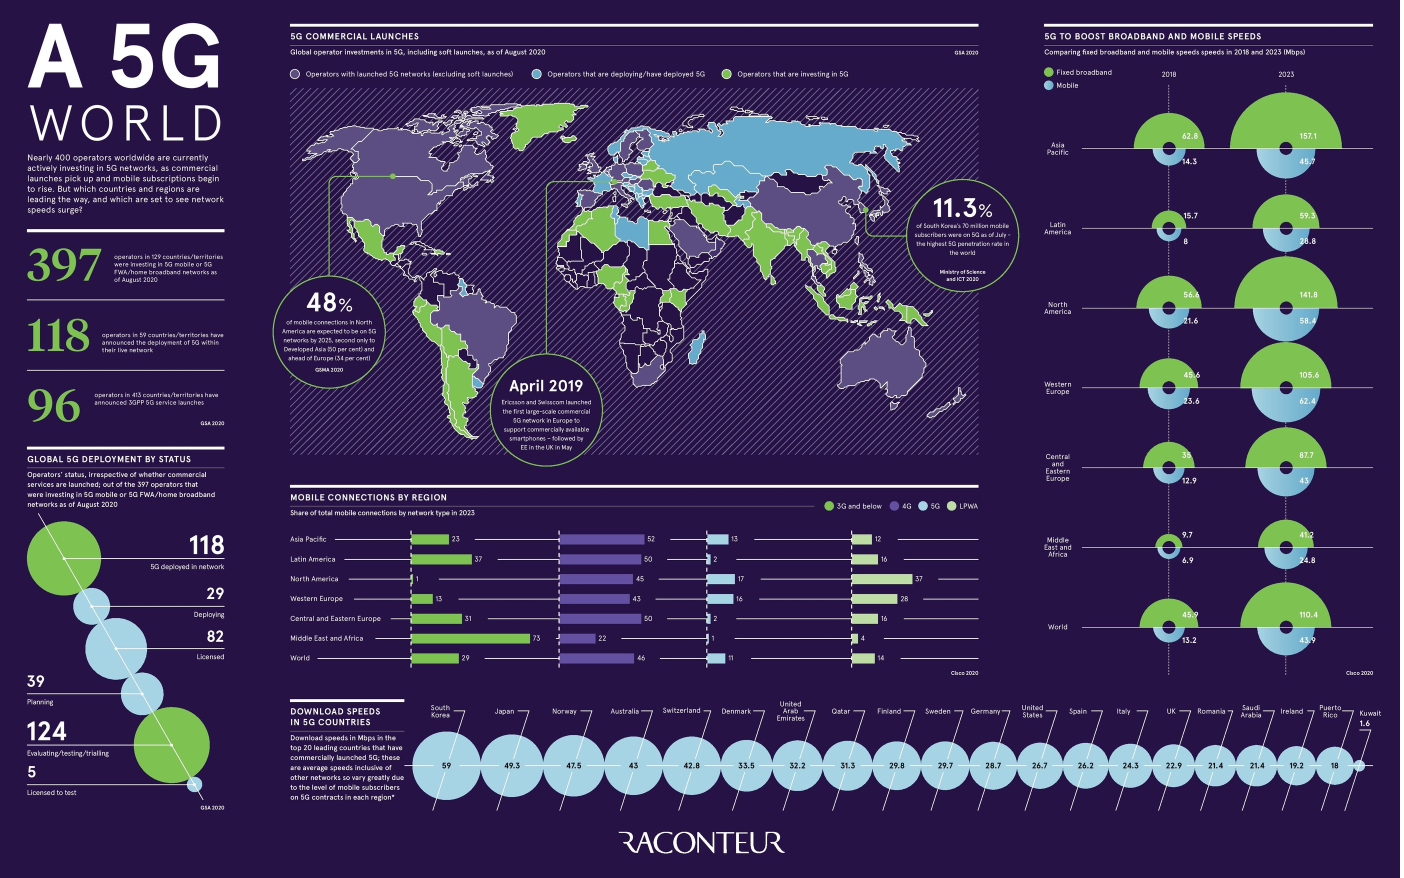 A 5G
WORLD
Nearly 400 operators worldwide are currently
actively investing in 5G networks, as commercial
launches pick up and mobile subscriptions begin
to rise. But which countries and regions are
leading the way, and which are set to see network
speeds surge?
397
operators in 129 countries/territories
were investing in 5G mobile or 5G
FWA/home broadband networks as
of August 2020
118
operators in 59 countries/territories have
announced the deployment of 5G within
their live network
96
operators in 413 countries/territories have
announced 3GPP 5G service launches
GSA 2020
GLOBAL 5G DEPLOYMENT BY STATUS
Operators' status, irrespective of whether commercial
services are launched; out of the 397 operators that
were investing in 5G mobile or 5G FWA/home broadband
networks as of August 2020
118
5G deployed in network
29
Deploying
82
Licensed
39
Planning
124
Evaluating/testing/trialling
5
Licensed to test
GSA 2020
5G COMMERCIAL LAUNCHES
Global operator investments in 5G, including soft launches, as of August 2020
GSA 2020
Operators with launched 5G networks (excluding soft launches)
Operators that are deploying/have deployed 5G
Operators that are investing in 5G
48%
of mobile connections in North
America are expected to be on 5G
networks by 2025, second only to
Developed Asia (50 per cent) and
ahead of Europe (34 per cent)
GSMA 2020
April 2019
Ericsson and Swisscom launched
the first large-scale commercial
5G network in Europe to
support commercially available
smartphones – followed by
EE in the UK in May
11.3%
of South Korea's 70 million mobile
subscribers were on 5G as of July –
the highest 5G penetration rate in
the world
Ministry of Science
and ICT 2020
MOBILE CONNECTIONS BY REGION
Share of total mobile connections by network type in 2023
3G and below
4G
5G
LPWA
Asia Pacific 23 52 13 12
Latin America 37 50 2 16
North America 1 45 17 37
Western Europe 13 43 16 28
Central and Eastern Europe 31 50 2 16
Middle East and Africa 73 22 1 4
World 29 46 11 14
Cisco 2020
5G TO BOOST BROADBAND AND MOBILE SPEEDS
Comparing fixed broadband and mobile speeds speeds in 2018 and 2023 (Mbps)
Fixed broadband
Mobile
2018 2023
Asia
Pacific
62.8 157.1
14.3 45.7
Latin
America
15.7 59.3
8 28.8
North
America
56.6 141.8
21.6 58.4
Western
Europe
45.6 105.6
23.6 62.4
Central
and
Eastern
Europe
35 87.7
12.9 43
Middle
East and
Africa
9.7 41.2
6.9 24.8
World
45.9 110.4
13.2 43.9
Cisco 2020
DOWNLOAD SPEEDS
IN 5G COUNTRIES
Download speeds in Mbps in the
top 20 leading countries that have
commercially launched 5G; these
are average speeds inclusive of
other networks so vary greatly due
to the level of mobile subscribers
on 5G contracts in each region*
South
Korea
59
Japan
49.3
Norway
47.5
Australia
43
Switzerland
42.8
Denmark
33.5
United
Arab
Emirates
32.2
Qatar
31.3
Finland
29.8
Sweden
29.7
Germany
28.7
United
States
26.7
Spain
26.2
Italy
24.3
UK
22.9
Romania
21.4
Saudi
Arabia
21.4
Ireland
19.2
Puerto
Rico
18
Kuwait
1.6
RACONTEUR